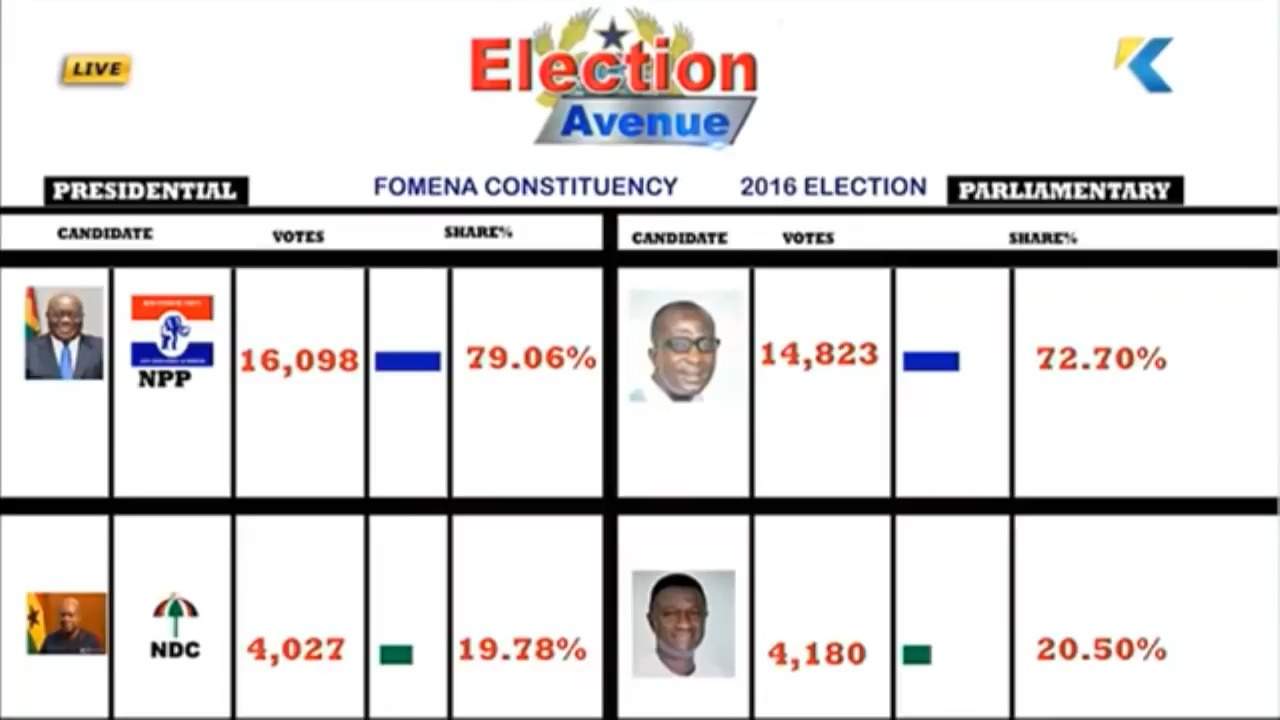 LIVE
Election
Avenue
PRESIDENTIAL
FOMENA CONSTITUENCY 2016 ELECTION
PARLIAMENTARY
CANDIDATE VOTES SHARE%
CANDIDATE VOTES SHARE%
NPP
16,098
79.06%
14,823
72.70%
NDC
4,027
19.78%
4,180
20.50%